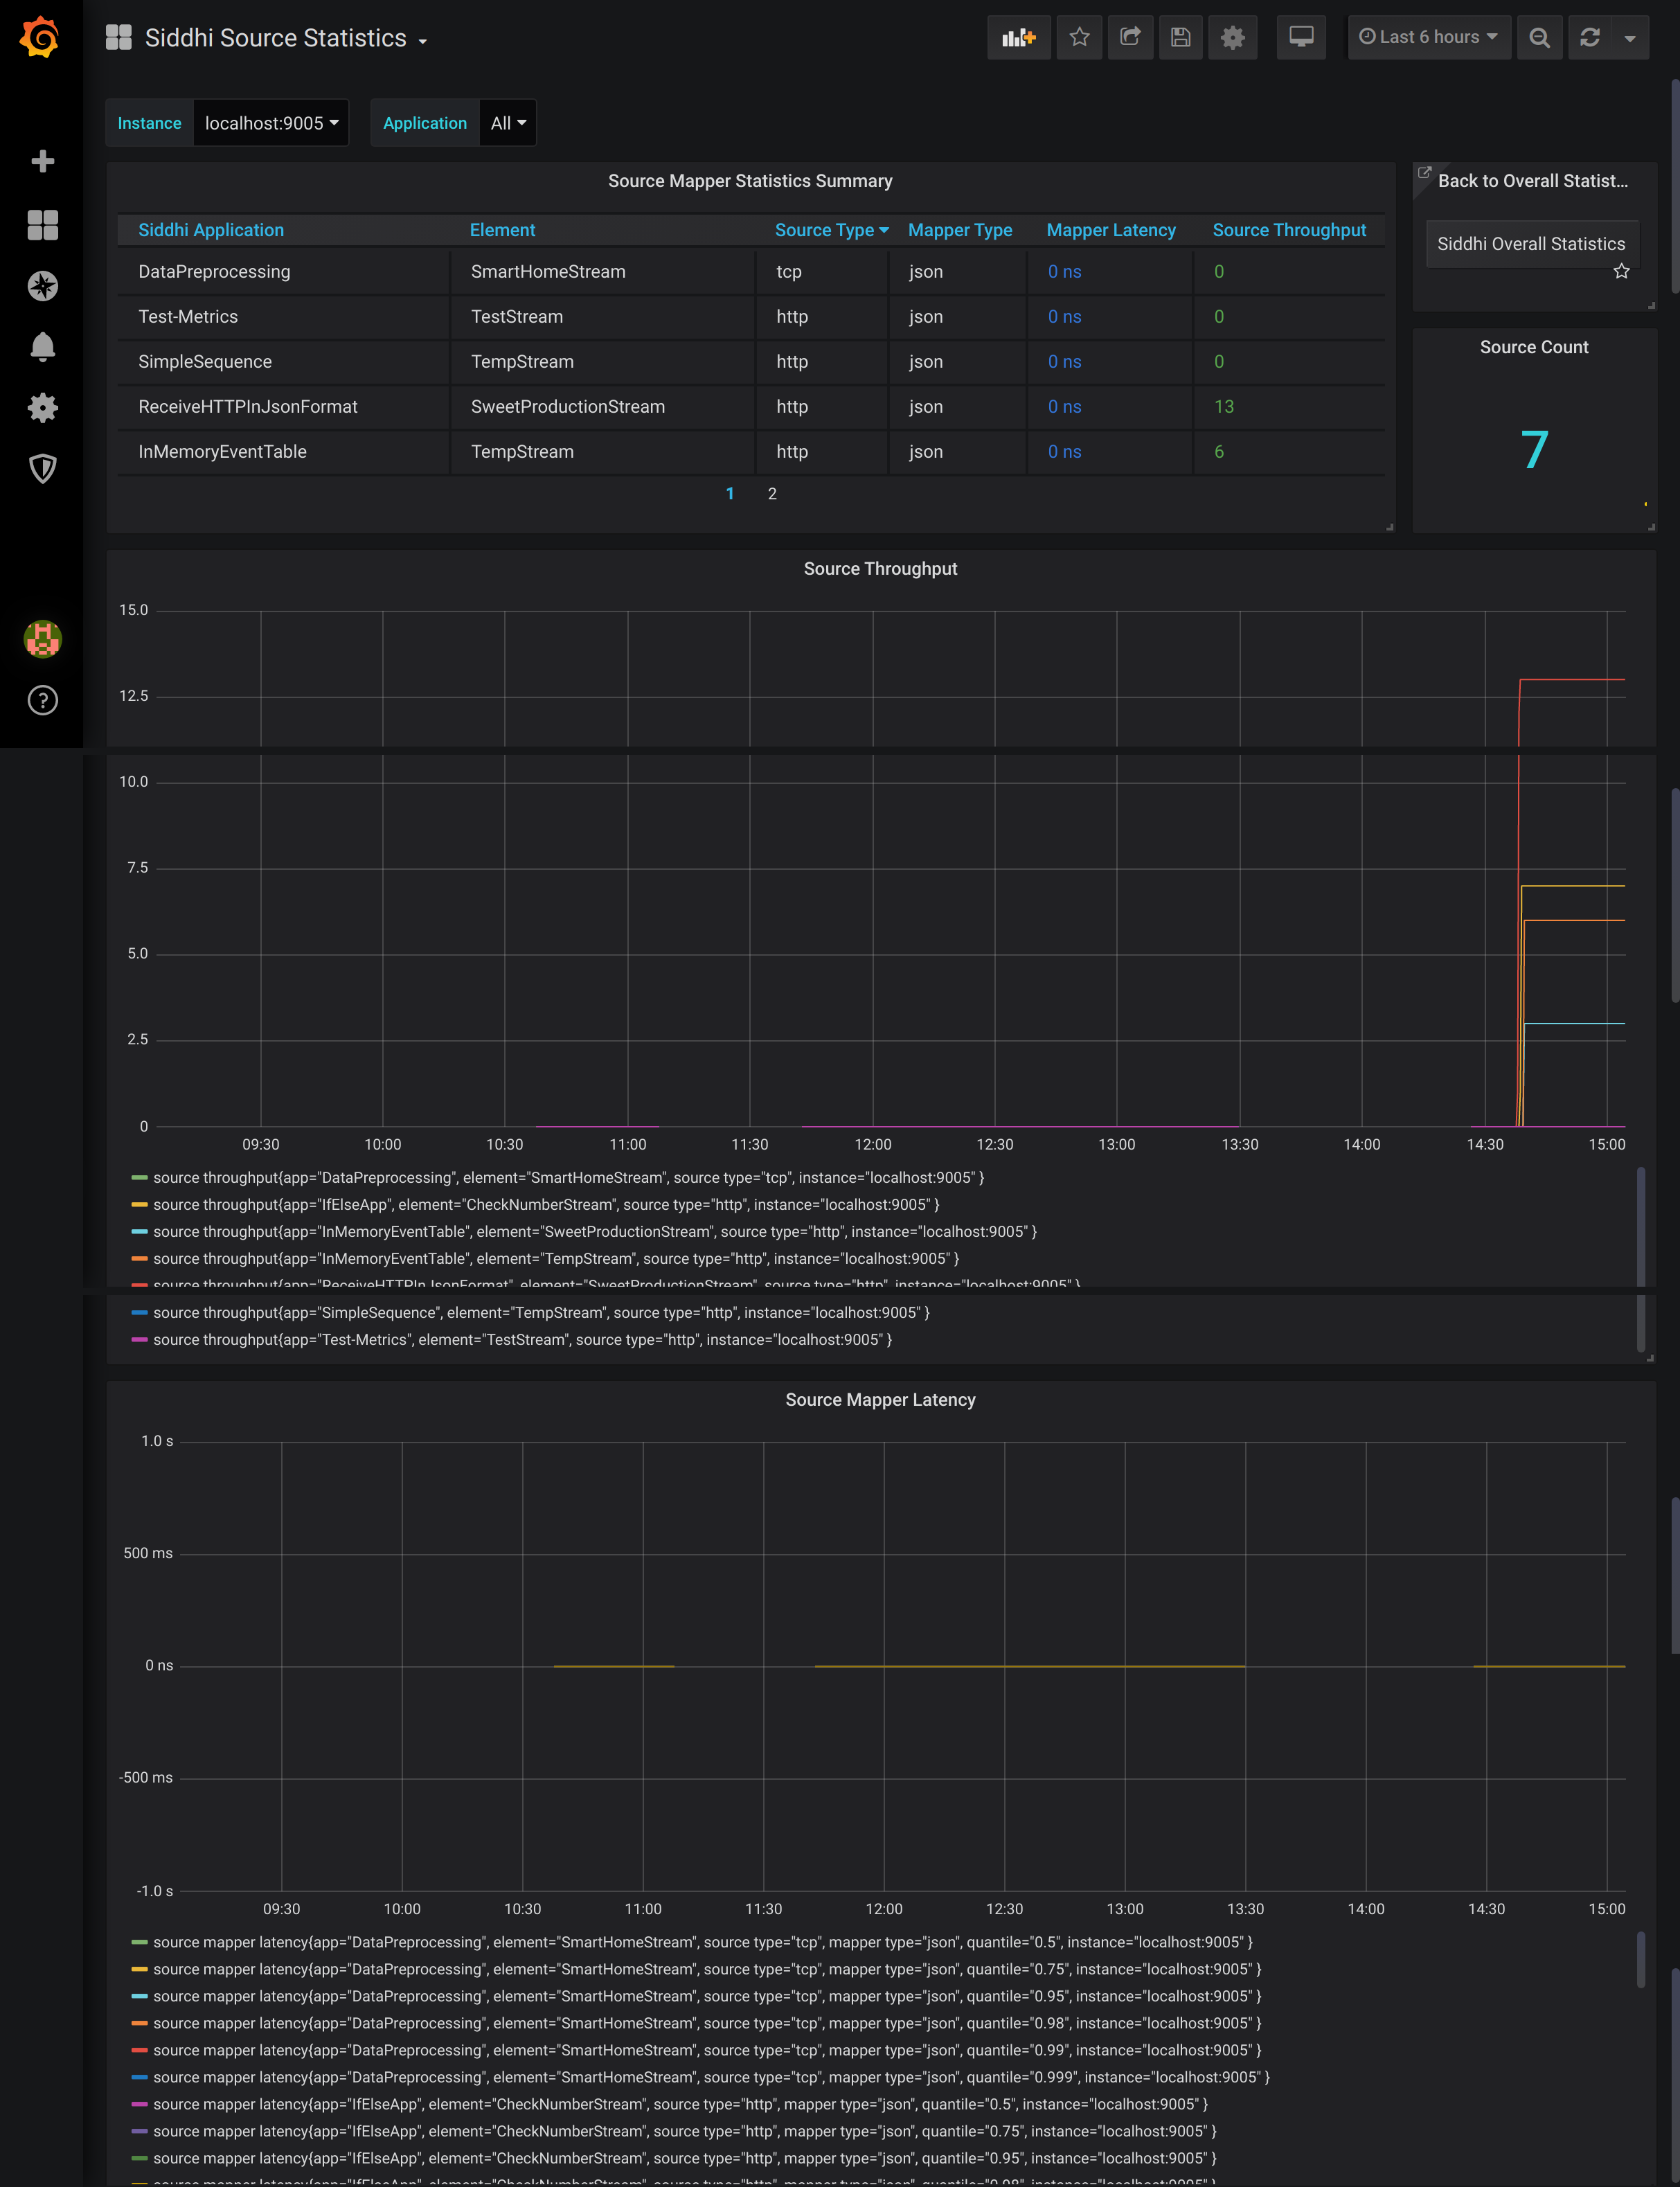 Siddhi Source Statistics
Last 6 hours
Instance localhost:9005 Application All
Source Mapper Statistics Summary
Siddhi Application Element Source Type Mapper Type Mapper Latency Source Throughput
DataPreprocessing SmartHomeStream tcp json 0 ns 0
Test-Metrics TestStream http json 0 ns 0
SimpleSequence TempStream http json 0 ns 0
ReceiveHTTPInJsonFormat SweetProductionStream http json 0 ns 13
InMemoryEventTable TempStream http json 0 ns 6
1 2
Back to Overall Statist...
Siddhi Overall Statistics
Source Count
7
Source Throughput
15.0
12.5
10.0
7.5
5.0
2.5
0
09:30 10:00 10:30 11:00 11:30 12:00 12:30 13:00 13:30 14:00 14:30 15:00
source throughput{app="DataPreprocessing", element="SmartHomeStream", source type="tcp", instance="localhost:9005" }
source throughput{app="IfElseApp", element="CheckNumberStream", source type="http", instance="localhost:9005" }
source throughput{app="InMemoryEventTable", element="SweetProductionStream", source type="http", instance="localhost:9005" }
source throughput{app="InMemoryEventTable", element="TempStream", source type="http", instance="localhost:9005" }
source throughput{app="ReceiveHTTPInJsonFormat", element="SweetProductionStream", source type="http", instance="localhost:9005" }
source throughput{app="SimpleSequence", element="TempStream", source type="http", instance="localhost:9005" }
source throughput{app="Test-Metrics", element="TestStream", source type="http", instance="localhost:9005" }
Source Mapper Latency
1.0 s
500 ms
0 ns
-500 ms
-1.0 s
09:30 10:00 10:30 11:00 11:30 12:00 12:30 13:00 13:30 14:00 14:30 15:00
source mapper latency{app="DataPreprocessing", element="SmartHomeStream", source type="tcp", mapper type="json", quantile="0.5", instance="localhost:9005" }
source mapper latency{app="DataPreprocessing", element="SmartHomeStream", source type="tcp", mapper type="json", quantile="0.75", instance="localhost:9005" }
source mapper latency{app="DataPreprocessing", element="SmartHomeStream", source type="tcp", mapper type="json", quantile="0.95", instance="localhost:9005" }
source mapper latency{app="DataPreprocessing", element="SmartHomeStream", source type="tcp", mapper type="json", quantile="0.98", instance="localhost:9005" }
source mapper latency{app="DataPreprocessing", element="SmartHomeStream", source type="tcp", mapper type="json", quantile="0.99", instance="localhost:9005" }
source mapper latency{app="DataPreprocessing", element="SmartHomeStream", source type="tcp", mapper type="json", quantile="0.999", instance="localhost:9005" }
source mapper latency{app="IfElseApp", element="CheckNumberStream", source type="http", mapper type="json", quantile="0.5", instance="localhost:9005" }
source mapper latency{app="IfElseApp", element="CheckNumberStream", source type="http", mapper type="json", quantile="0.75", instance="localhost:9005" }
source mapper latency{app="IfElseApp", element="CheckNumberStream", source type="http", mapper type="json", quantile="0.95", instance="localhost:9005" }
source mapper latency{app="IfElseApp", element="CheckNumberStream", source type="http", mapper type="json", quantile="0.98", instance="localhost:9005" }